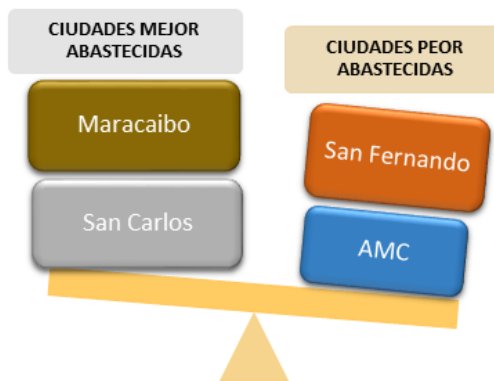 CIUDADES MEJOR
ABASTECIDAS
Maracaibo
San Carlos
CIUDADES PEOR
ABASTECIDAS
San Fernando
AMC